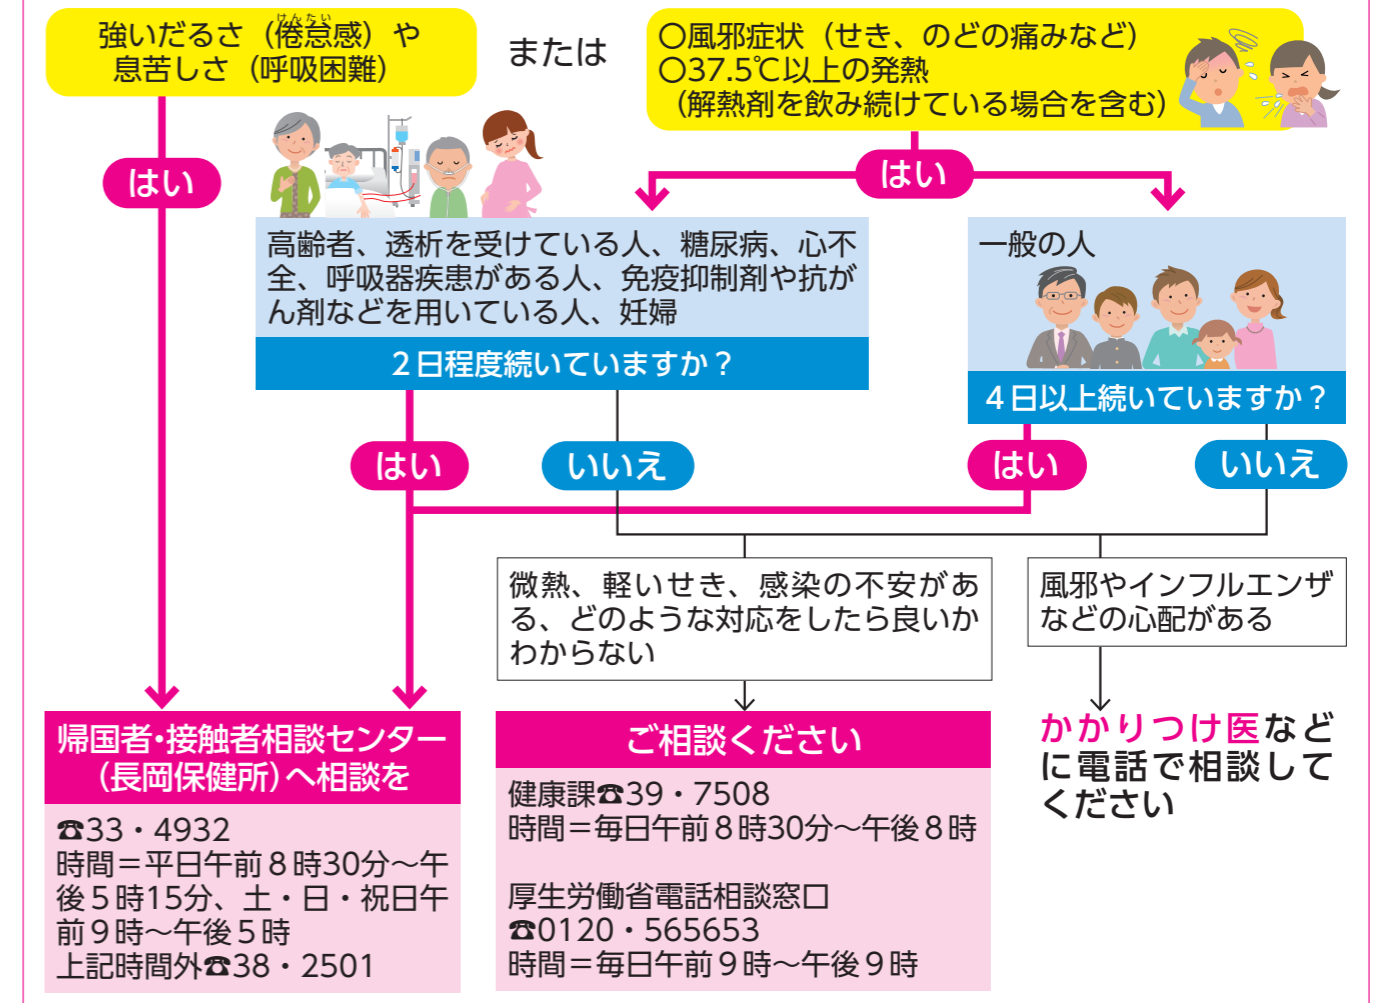 強いだるさ（倦怠感）や
けんたい
息苦しさ（呼吸困難）
または
〇風邪症状（せき、のどの痛みなど）
〇37.5℃以上の発熱
（解熱剤を飲み続けている場合を含む）
はい
はい
高齢者、透析を受けている人、糖尿病、心不
全、呼吸器疾患がある人、免疫抑制剤や抗が
ん剤などを用いている人、妊婦
２日程度続いていますか？
一般の人
４日以上続いていますか？
はい
いいえ
はい
いいえ
微熱、軽いせき、感染の不安があ
る、どのような対応をしたら良いか
わからない
風邪やインフルエンザ
などの心配がある
帰国者・接触者相談センター
（長岡保健所）へ相談を
☎33・4932
時間＝平日午前８時30分～午
後５時15分、土・日・祝日午
前９時～午後５時
上記時間外☎38・2501
ご相談ください
健康課☎39・7508
時間＝毎日午前８時30分～午後８時
厚生労働省電話相談窓口
☎0120・565653
時間＝毎日午前９時～午後９時
かかりつけ医など
に電話で相談して
ください